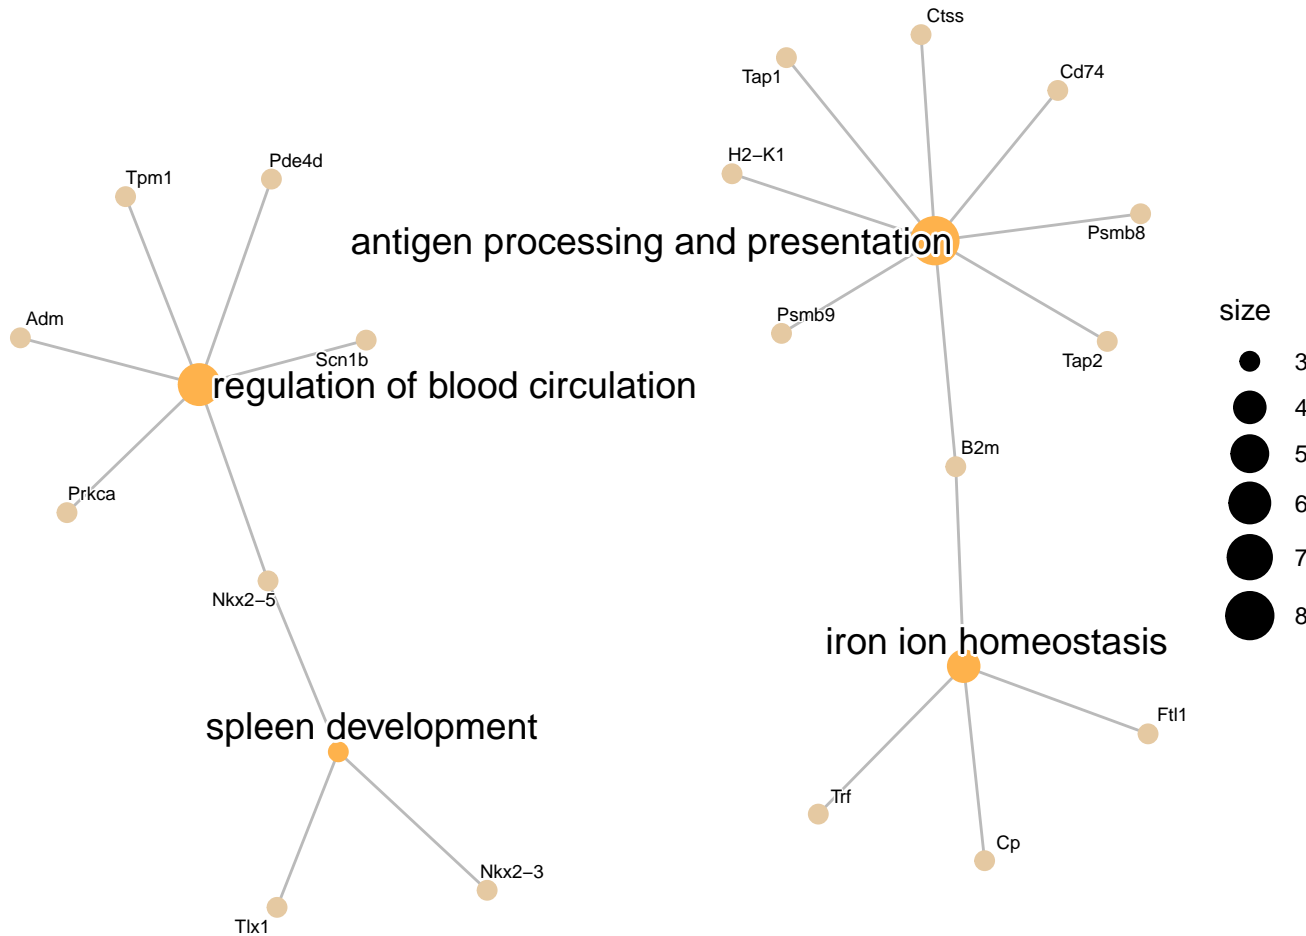 Ctss
Tap1
Cd74
H2−K1
Pde4d
Tpm1
Psmb8
antigen processing and presentation
Psmb9
Adm
Scn1b
Tap2
regulation of blood circulation
B2m
Prkca
Nkx2−5
iron ion homeostasis
spleen development
Ftl1
Trf
Cp
Nkx2−3
Tlx1
size
3
4
5
6
7
8